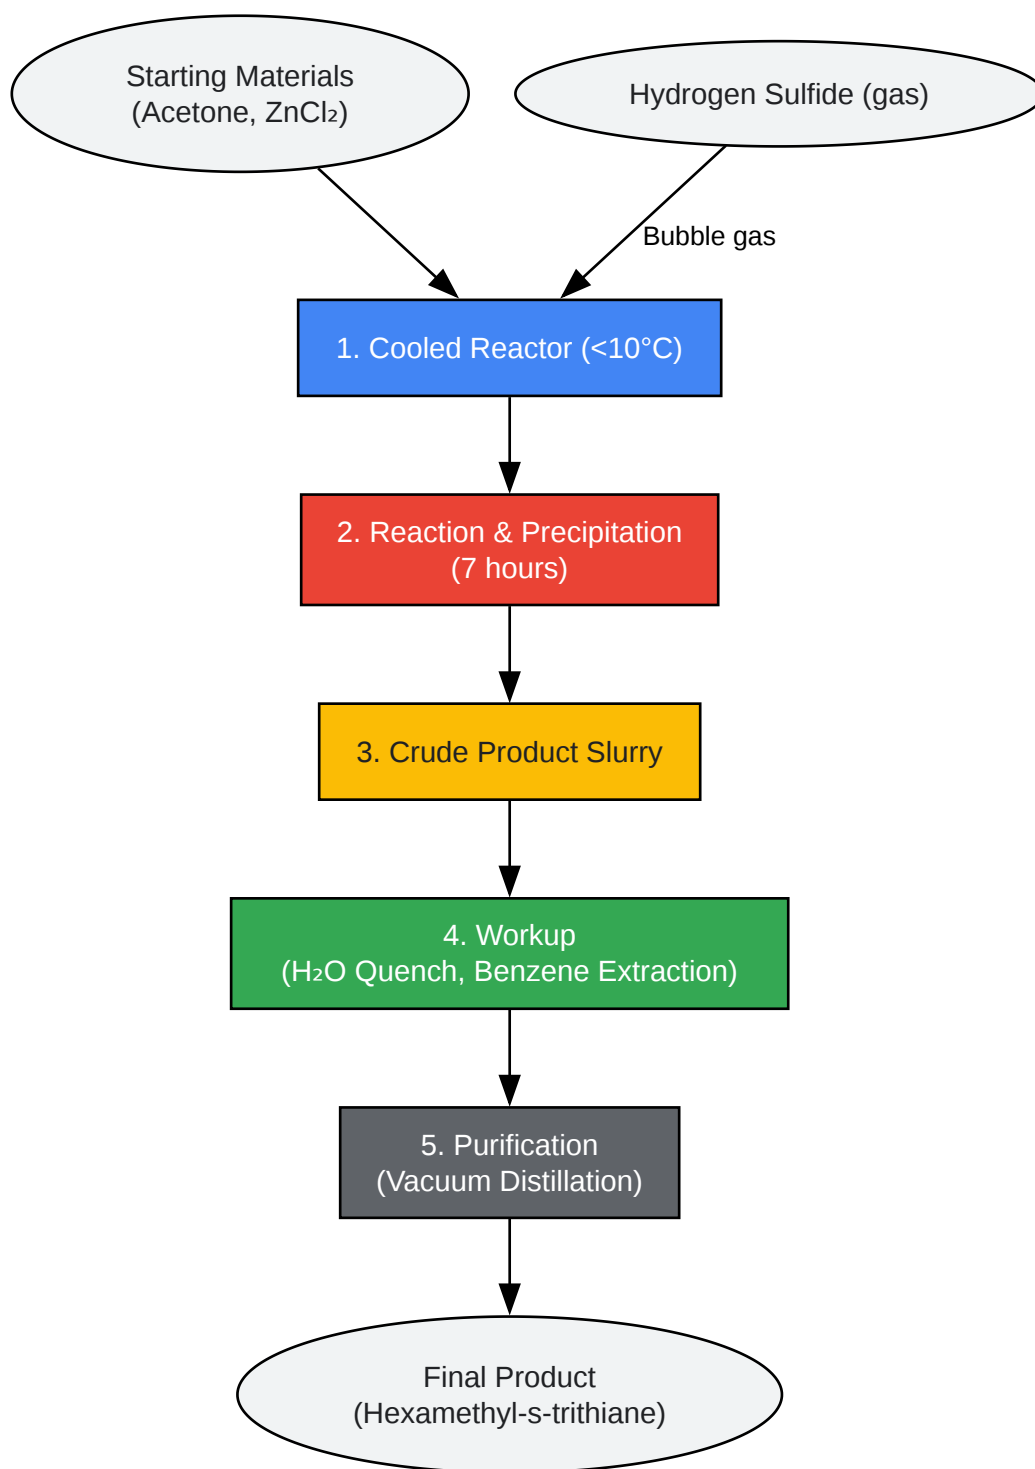 Starting Materials
(Acetone, ZnCl₂)
Hydrogen Sulfide (gas)
Bubble gas
1. Cooled Reactor (<10°C)
2. Reaction & Precipitation
(7 hours)
3. Crude Product Slurry
4. Workup
(H₂O Quench, Benzene Extraction)
5. Purification
(Vacuum Distillation)
Final Product
(Hexamethyl-s-trithiane)